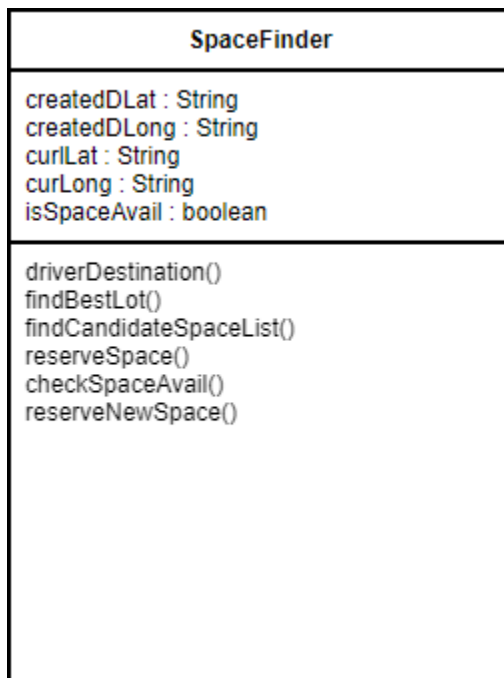 SpaceFinder
createdDLat : String
createdDLong : String
curlLat : String
curLong : String
isSpaceAvail : boolean
driverDestination()
findBestLot()
findCandidateSpaceList()
reserveSpace()
checkSpaceAvail()
reserveNewSpace()